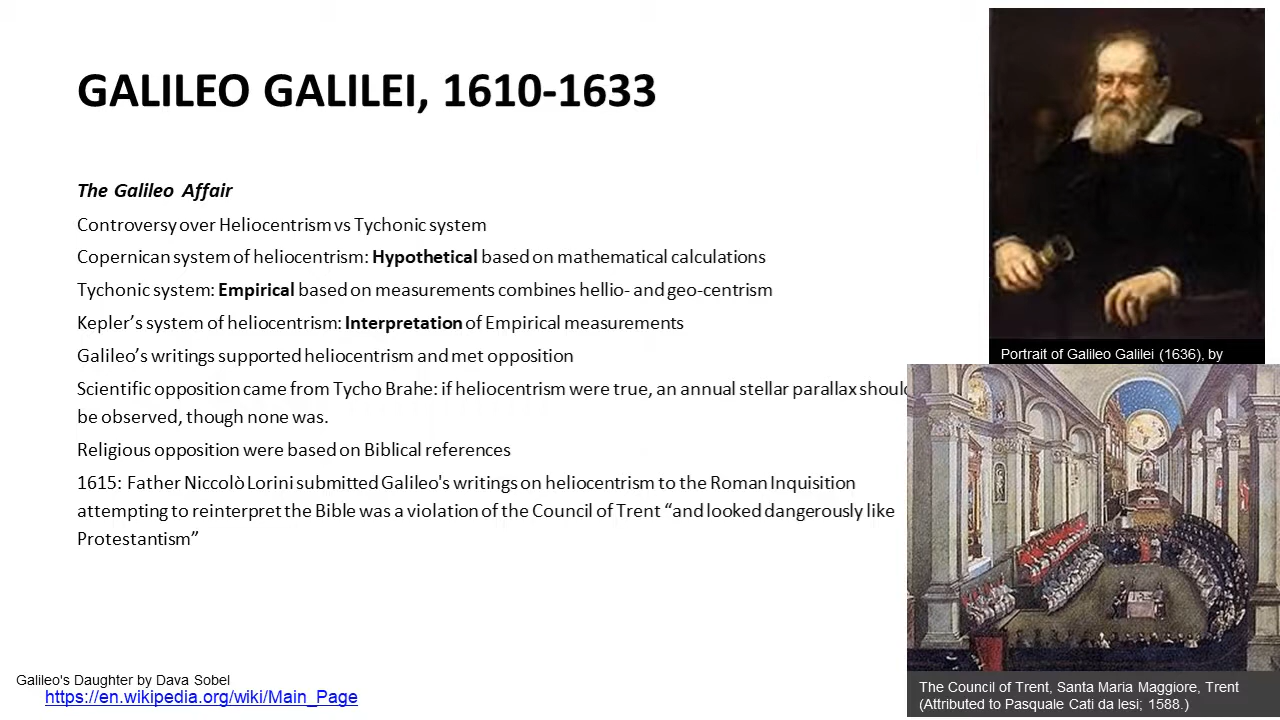 GALILEO GALILEI, 1610-1633
The Galileo Affair
Controversy over Heliocentrism vs Tychonic system
Copernican system of heliocentrism: Hypothetical based on mathematical calculations
Tychonic system: Empirical based on measurements combines hellio- and geo-centrism
Kepler's system of heliocentrism: Interpretation of Empirical measurements
Galileo's writings supported heliocentrism and met opposition
Scientific opposition came from Tycho Brahe: if heliocentrism were true, an annual stellar parallax should
be observed, though none was.
Religious opposition were based on Biblical references
1615: Father Niccolò Lorini submitted Galileo's writings on heliocentrism to the Roman Inquisition
attempting to reinterpret the Bible was a violation of the Council of Trent “and looked dangerously like
Protestantism”
Portrait of Galileo Galilei (1636), by
The Council of Trent, Santa Maria Maggiore, Trent
(Attributed to Pasquale Cati da Iesi; 1588.)
Galileo's Daughter by Dava Sobel
https://en.wikipedia.org/wiki/Main_Page